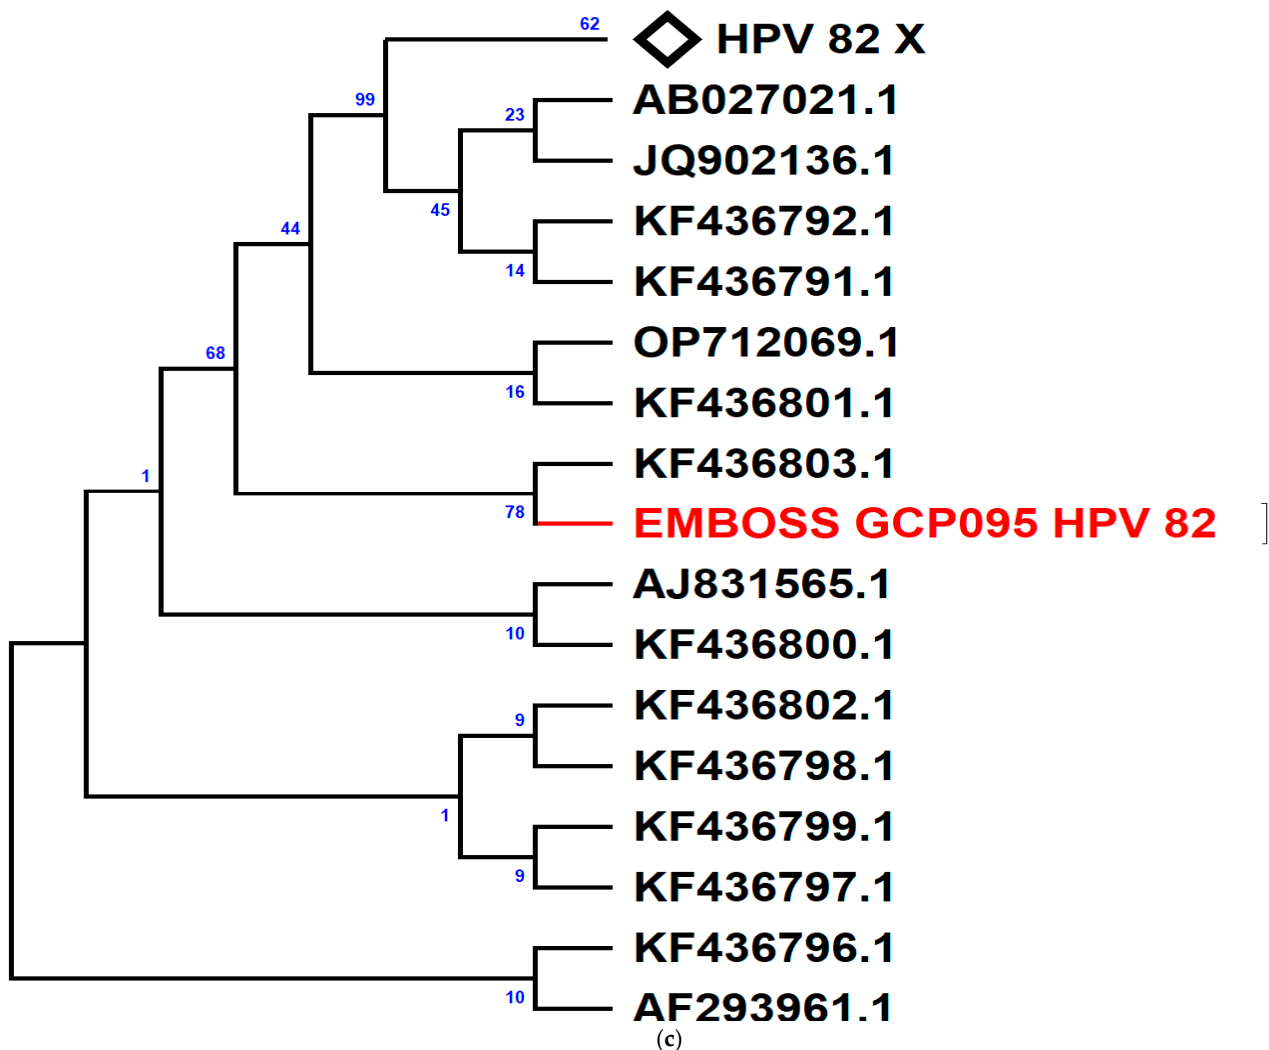 62
HPV 82 X
99
AB027021.1
23
JQ902136.1
45
KF436792.1
44
14
KF436791.1
OP712069.1
68
16
KF436801.1
KF436803.1
1
78
EMBOSS GCP095 HPV 82
AJ831565.1
10
KF436800.1
KF436802.1
9
KF436798.1
1
KF436799.1
9
KF436797.1
KF436796.1
10
AF293961.1
(c)